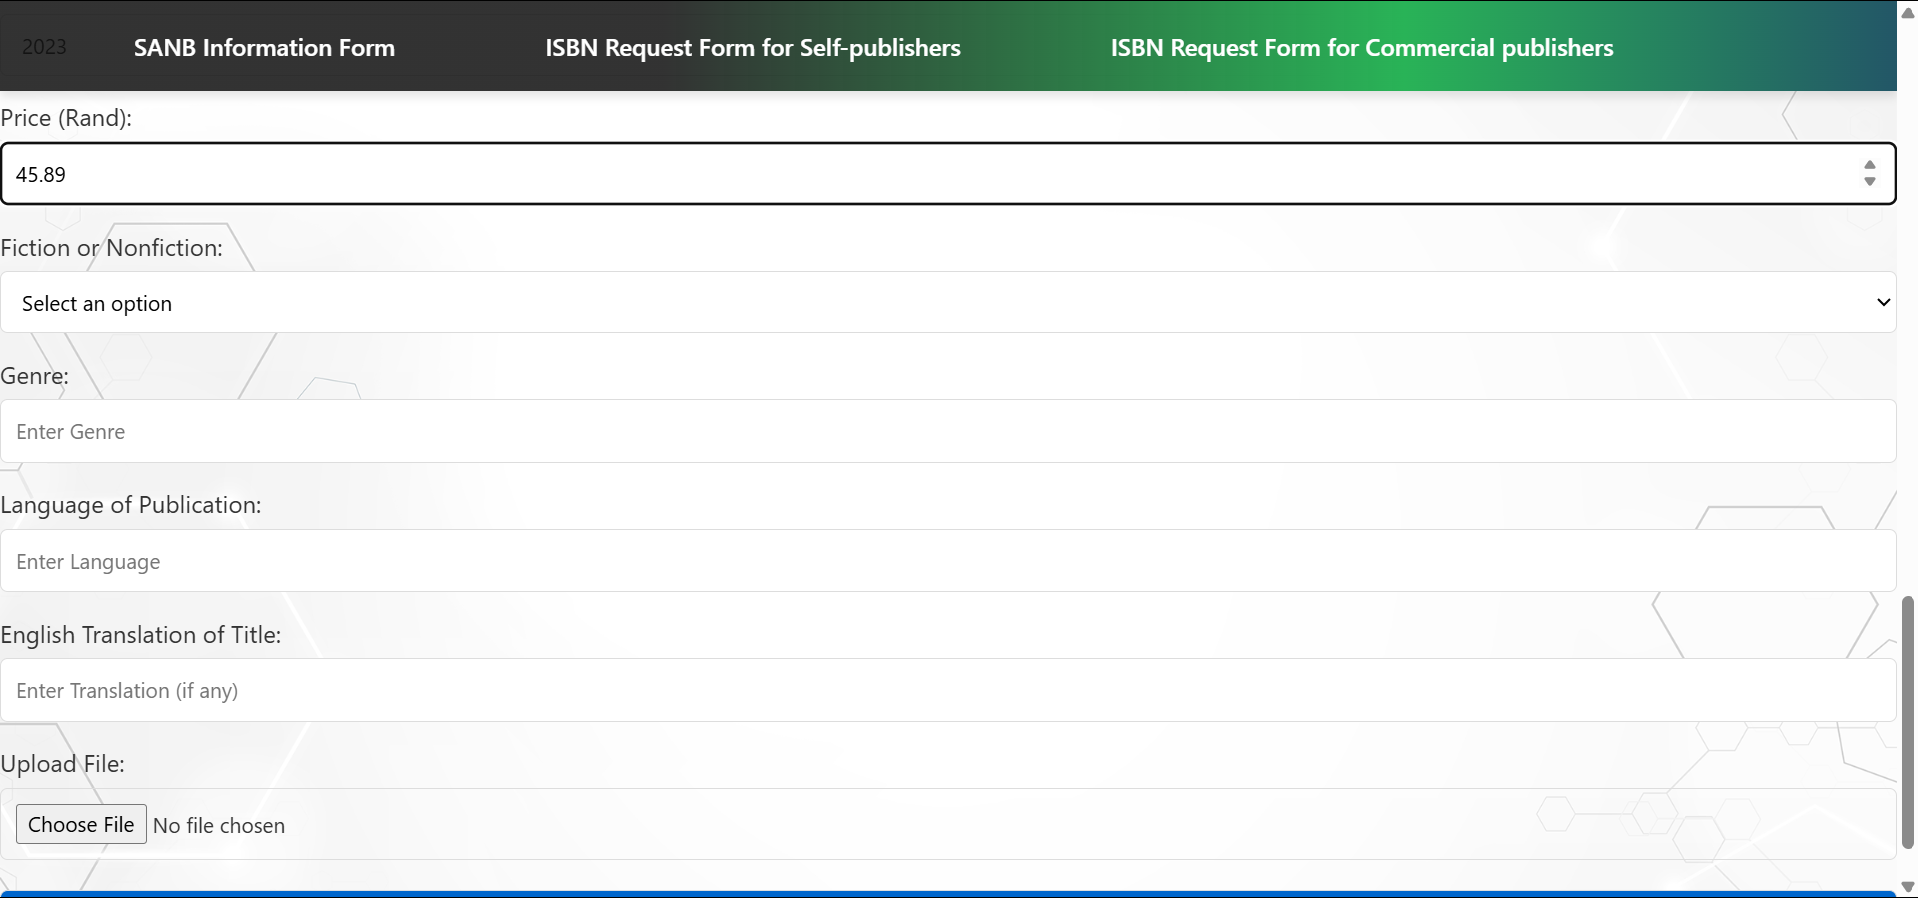 2023 SANB Information Form ISBN Request Form for Self-publishers ISBN Request Form for Commercial publishers
Price (Rand):
45.89
Fiction or Nonfiction:
Select an option
Genre:
Enter Genre
Language of Publication:
Enter Language
English Translation of Title:
Enter Translation (if any)
Upload File:
Choose File No file chosen